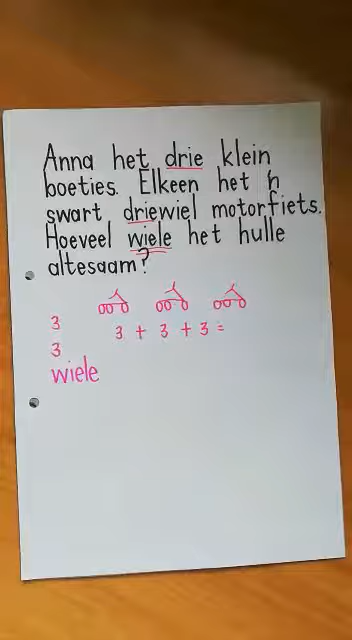 Anna het drie klein
boeties. Elkeen het 'n
swart driewiel motorfiets.
Hoeveel wiele het hulle
altesaam?
3
3 + 3 + 3 =
3
wiele